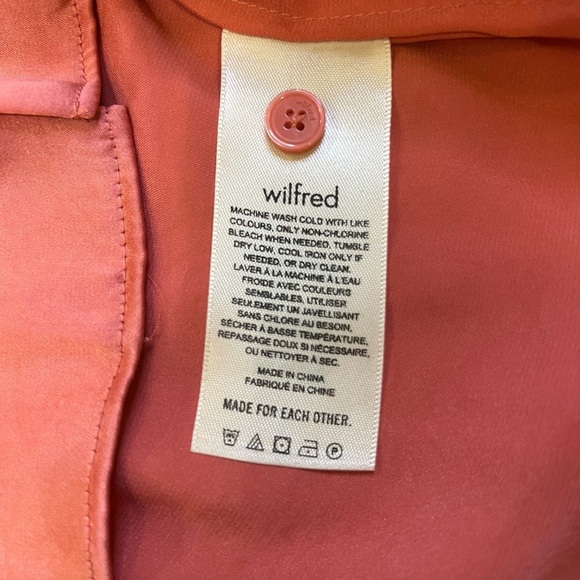 wilfred
MACHINE WASH COLD WITH LIKE
COLOURS, ONLY NON-CHLORINE
BLEACH WHEN NEEDED, TUMBLE
DRY LOW, COOL IRON ONLY IF
NEEDED, OR DRY CLEAN.
LAVER À LA MACHINE À L'EAU
FROIDE AVEC COULEURS
SEMBLABLES, UTILISER
SEULEMENT UN JAVELLISANT
SANS CHLORE AU BESOIN,
SÉCHER À BASSE TEMPÉRATURE,
REPASSAGE DOUX SI NÉCESSAIRE,
OU NETTOYER À SEC.
MADE IN CHINA
FABRIQUÉ EN CHINE
MADE FOR EACH OTHER.
P